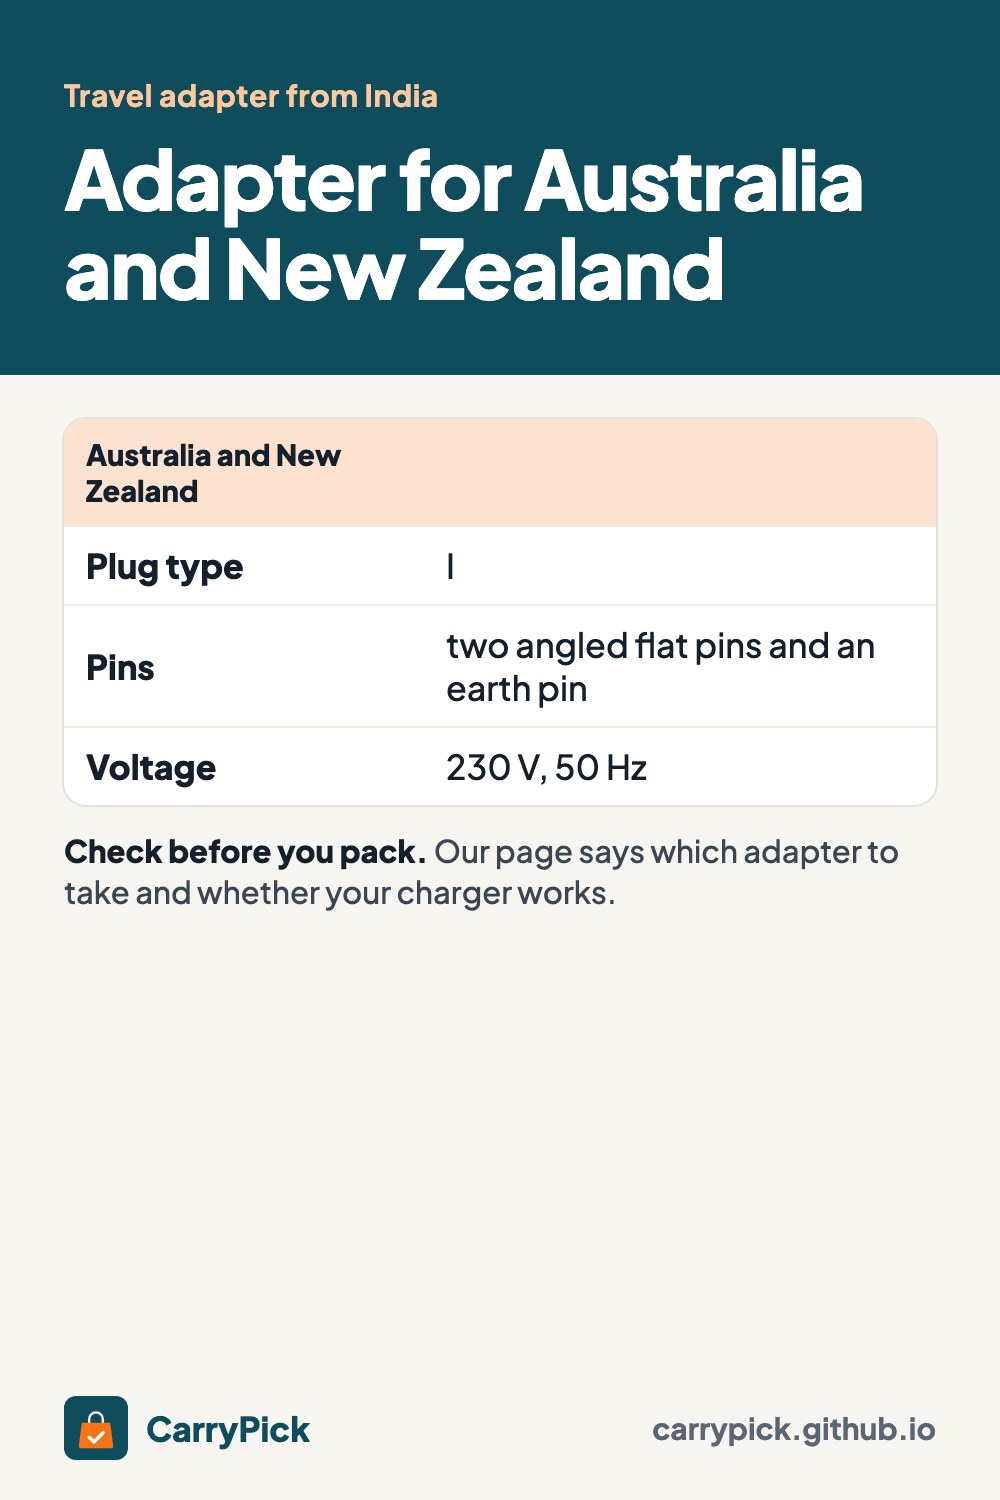 Travel adapter from India
Adapter for Australia
and New Zealand
Australia and New
Zealand
Plug type I
Pins two angled flat pins and an
earth pin
Voltage 230 V, 50 Hz
Check before you pack. Our page says which adapter to
take and whether your charger works.
CarryPick carrypick.github.io